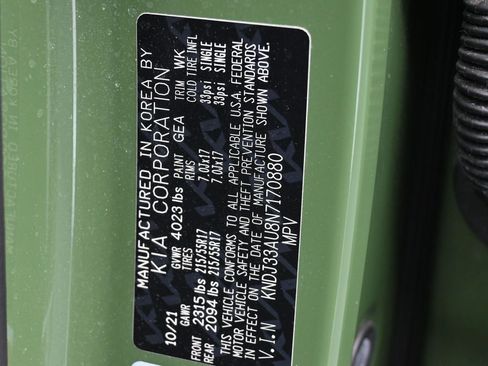 MANUFACTURED IN KOREA BY
KIA CORPORATION
10/21 GVWR 4023 lbs PAINT GEA TRIM WK
GAWR TIRES RIMS COLD TIRE INFL
FRONT 2315 lbs 215/55R17 7.0Jx17 33psi SINGLE
REAR 2094 lbs 215/55R17 7.0Jx17 33psi SINGLE
THIS VEHICLE CONFORMS TO ALL APPLICABLE U.S.A. FEDERAL
MOTOR VEHICLE SAFETY AND THEFT PREVENTION STANDARDS
IN EFFECT ON THE DATE OF MANUFACTURE SHOWN ABOVE.
V.I.N KNDJ33AU8N7170880
MPV